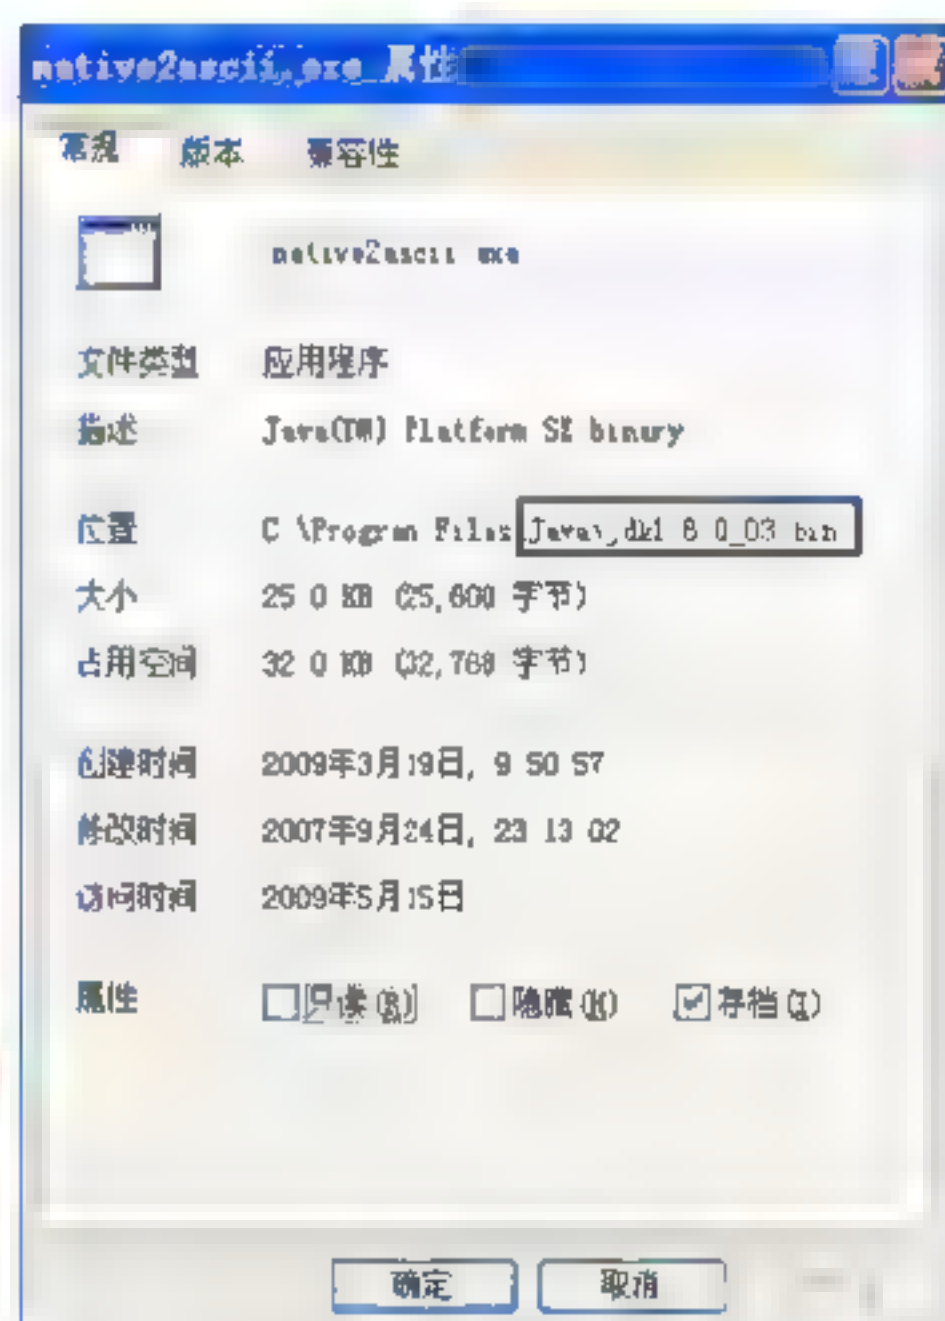 native2ascii.exe 属性
常规 版本 兼容性
native2ascii exe
文件类型 应用程序
描述 Java(TM) Platform SE binary
位置 C \Program Files Java\jdk1 6 0_03 bin
大小 25 0 KB (25,600 字节)
占用空间 32 0 KB (32,768 字节)
创建时间 2009年3月19日, 9 50 57
修改时间 2007年9月24日, 23 13 02
访问时间 2009年5月15日
属性 只读(R) 隐藏(H) 存档(I)
确定 取消